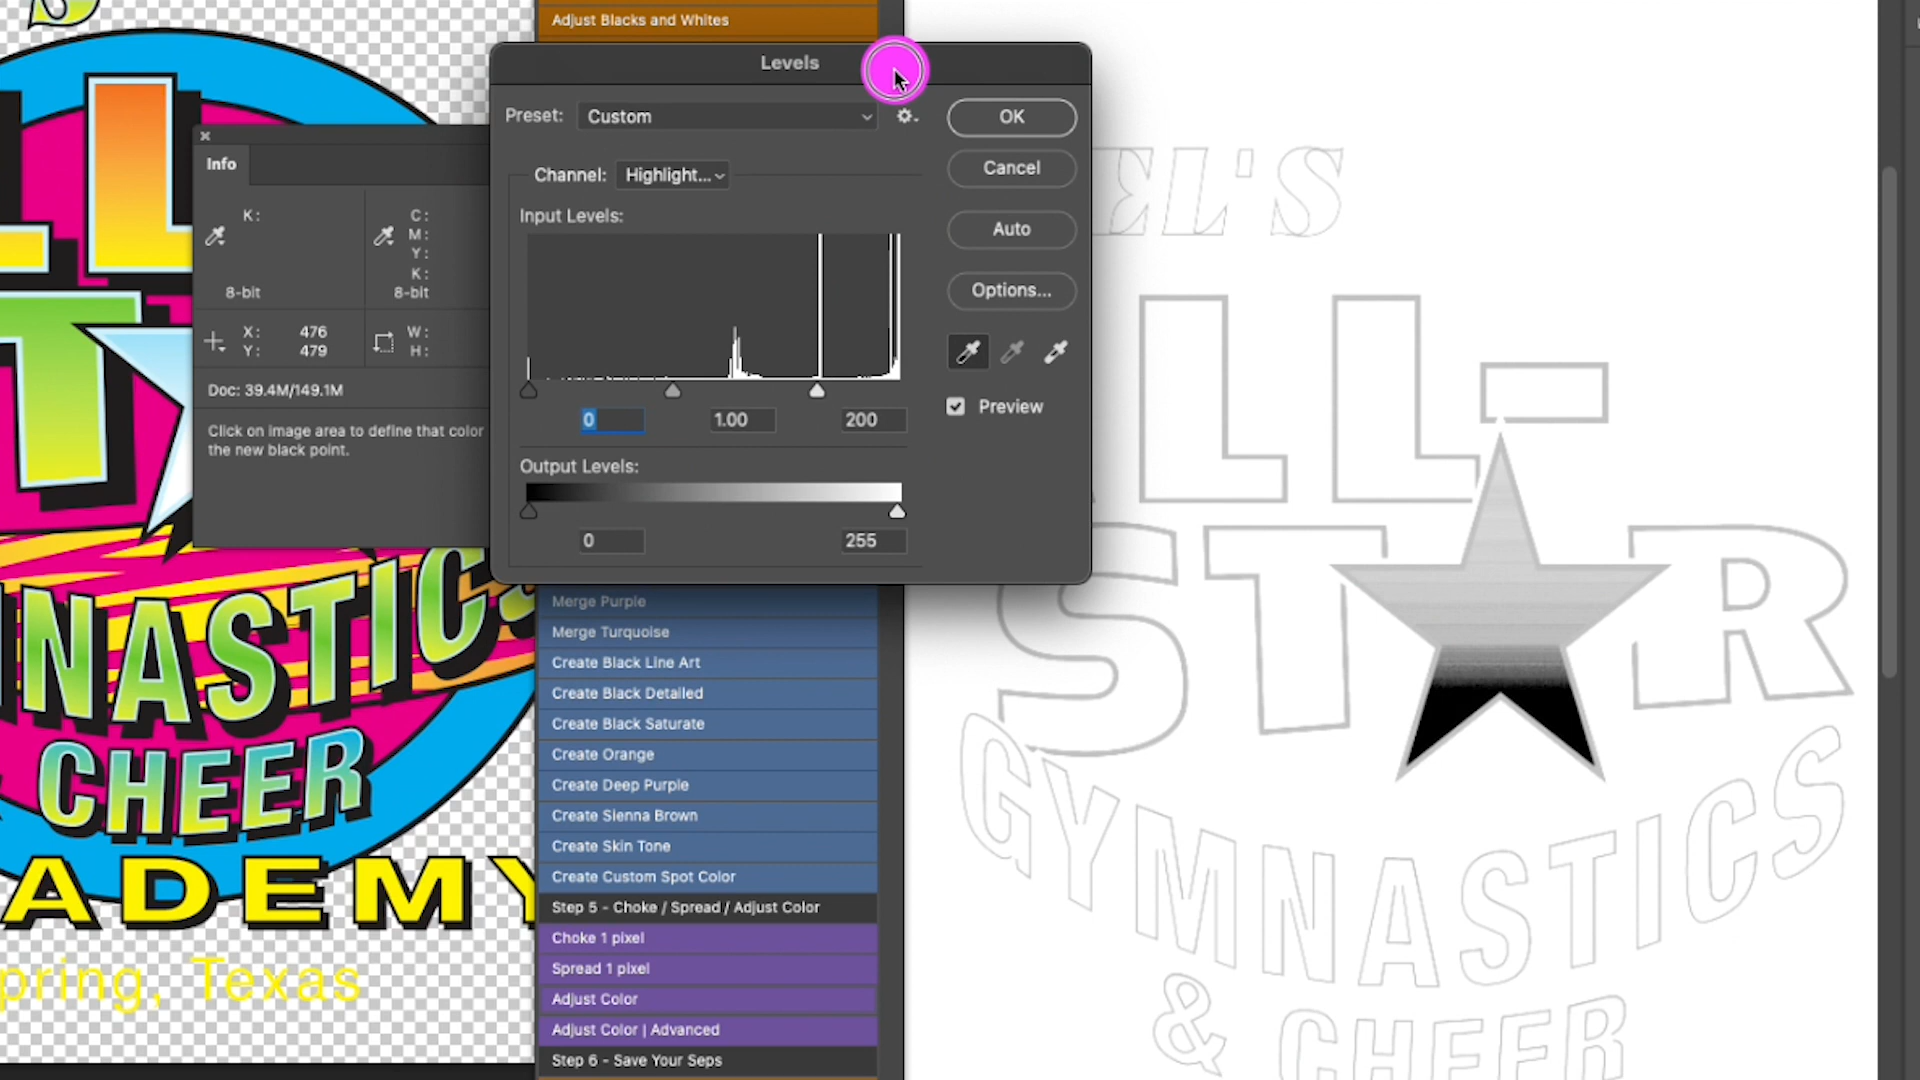 Adjust Blacks and Whites
Levels
Preset: Custom
OK
Cancel
Channel: Highlight...
Input Levels:
Auto
Options...
0 1.00 200
Preview
Output Levels:
0 255
Info
K:
8-bit
C:
M:
Y:
K:
8-bit
X: 476
Y: 479
W:
H:
Doc: 39.4M/149.1M
Click on image area to define that color
the new black point.
Merge Purple
Merge Turquoise
Create Black Line Art
Create Black Detailed
Create Black Saturate
Create Orange
Create Deep Purple
Create Sienna Brown
Create Skin Tone
Create Custom Spot Color
Step 5 - Choke / Spread / Adjust Color
Choke 1 pixel
Spread 1 pixel
Adjust Color
Adjust Color | Advanced
Step 6 - Save Your Seps
LL
T
NASTICS
CHEER
ADEMY
pring, Texas
EL'S
LL-
STAR
GYMNASTICS
& CHEER